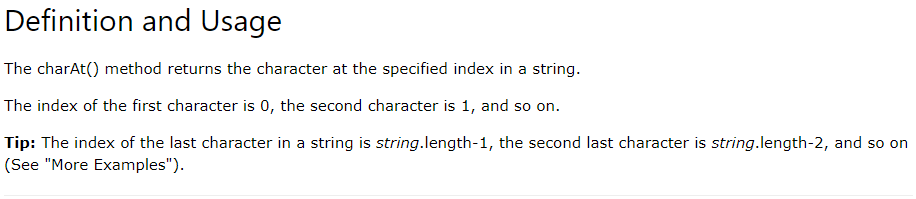 Definition and Usage
The charAt() method returns the character at the specified index in a string.
The index of the first character is 0, the second character is 1, and so on.
Tip: The index of the last character in a string is string.length-1, the second last character is string.length-2, and so on
(See "More Examples").